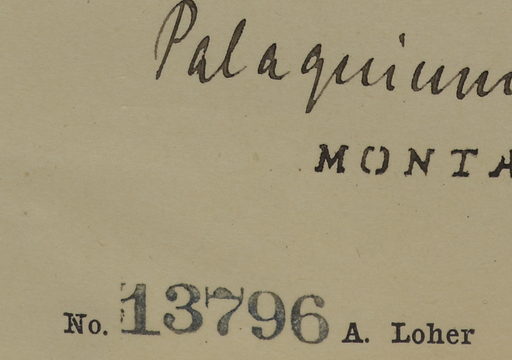 Palaquium
MONTA
No. 13796 A. Loher